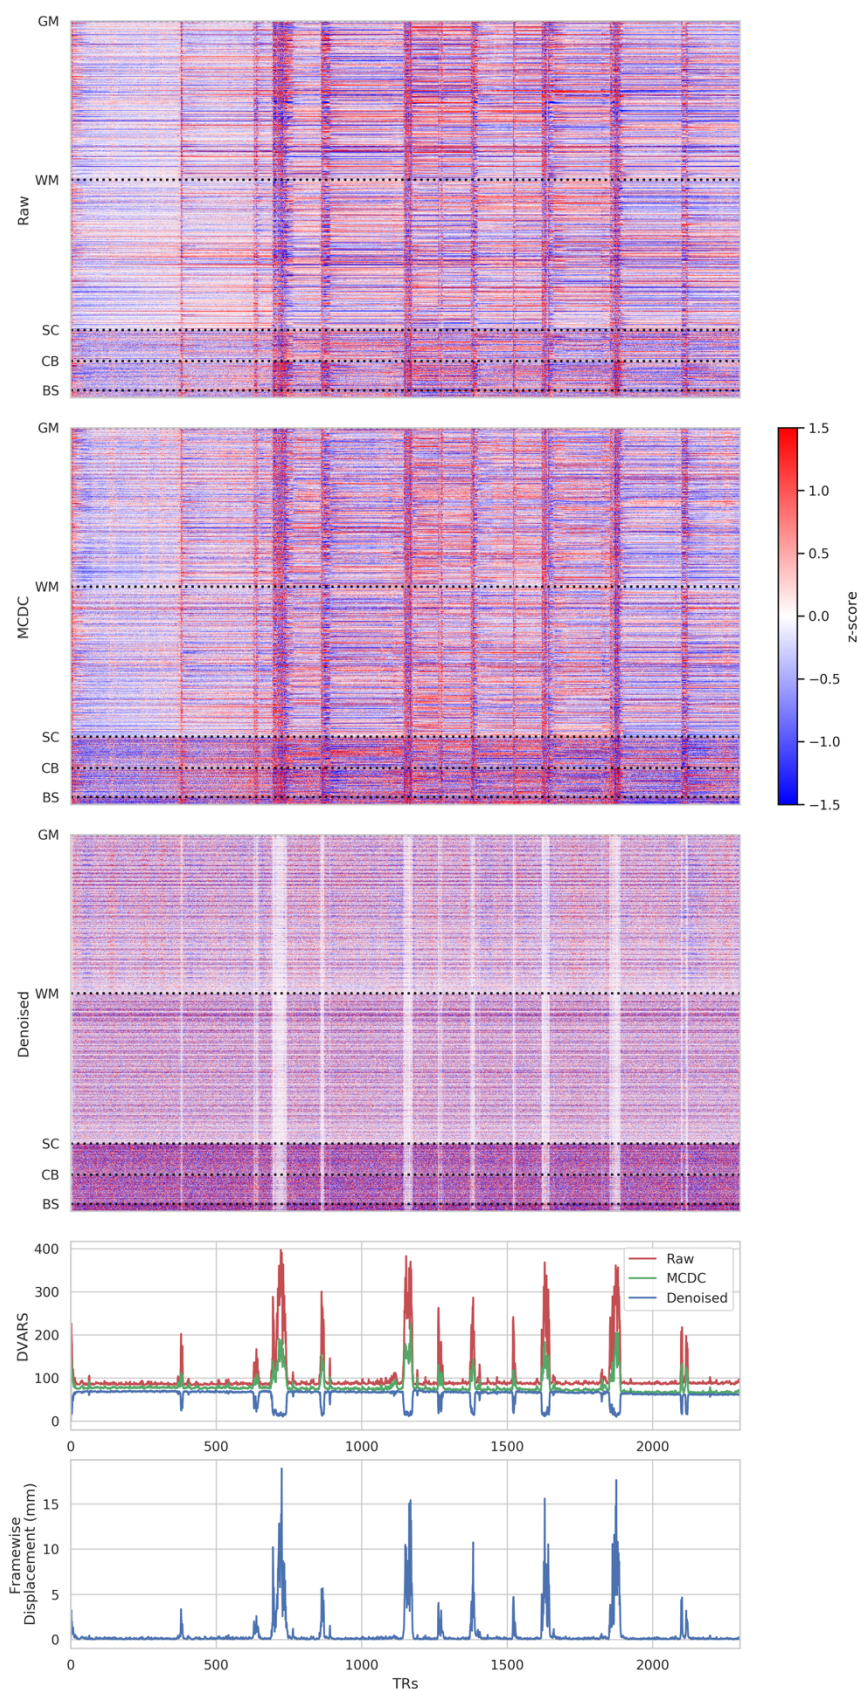 GM
WM
Raw
SC
CB
BS
GM
WM
MCDC
SC
CB
BS
1.5
1.0
0.5
0.0
−0.5
−1.0
−1.5
z-score
GM
WM
Denoised
SC
CB
BS
400
300
200
100
0
DVARS
Raw
MCDC
Denoised
0 500 1000 1500 2000
15
10
5
0
Framewise
Displacement (mm)
0 500 1000 1500 2000
TRs